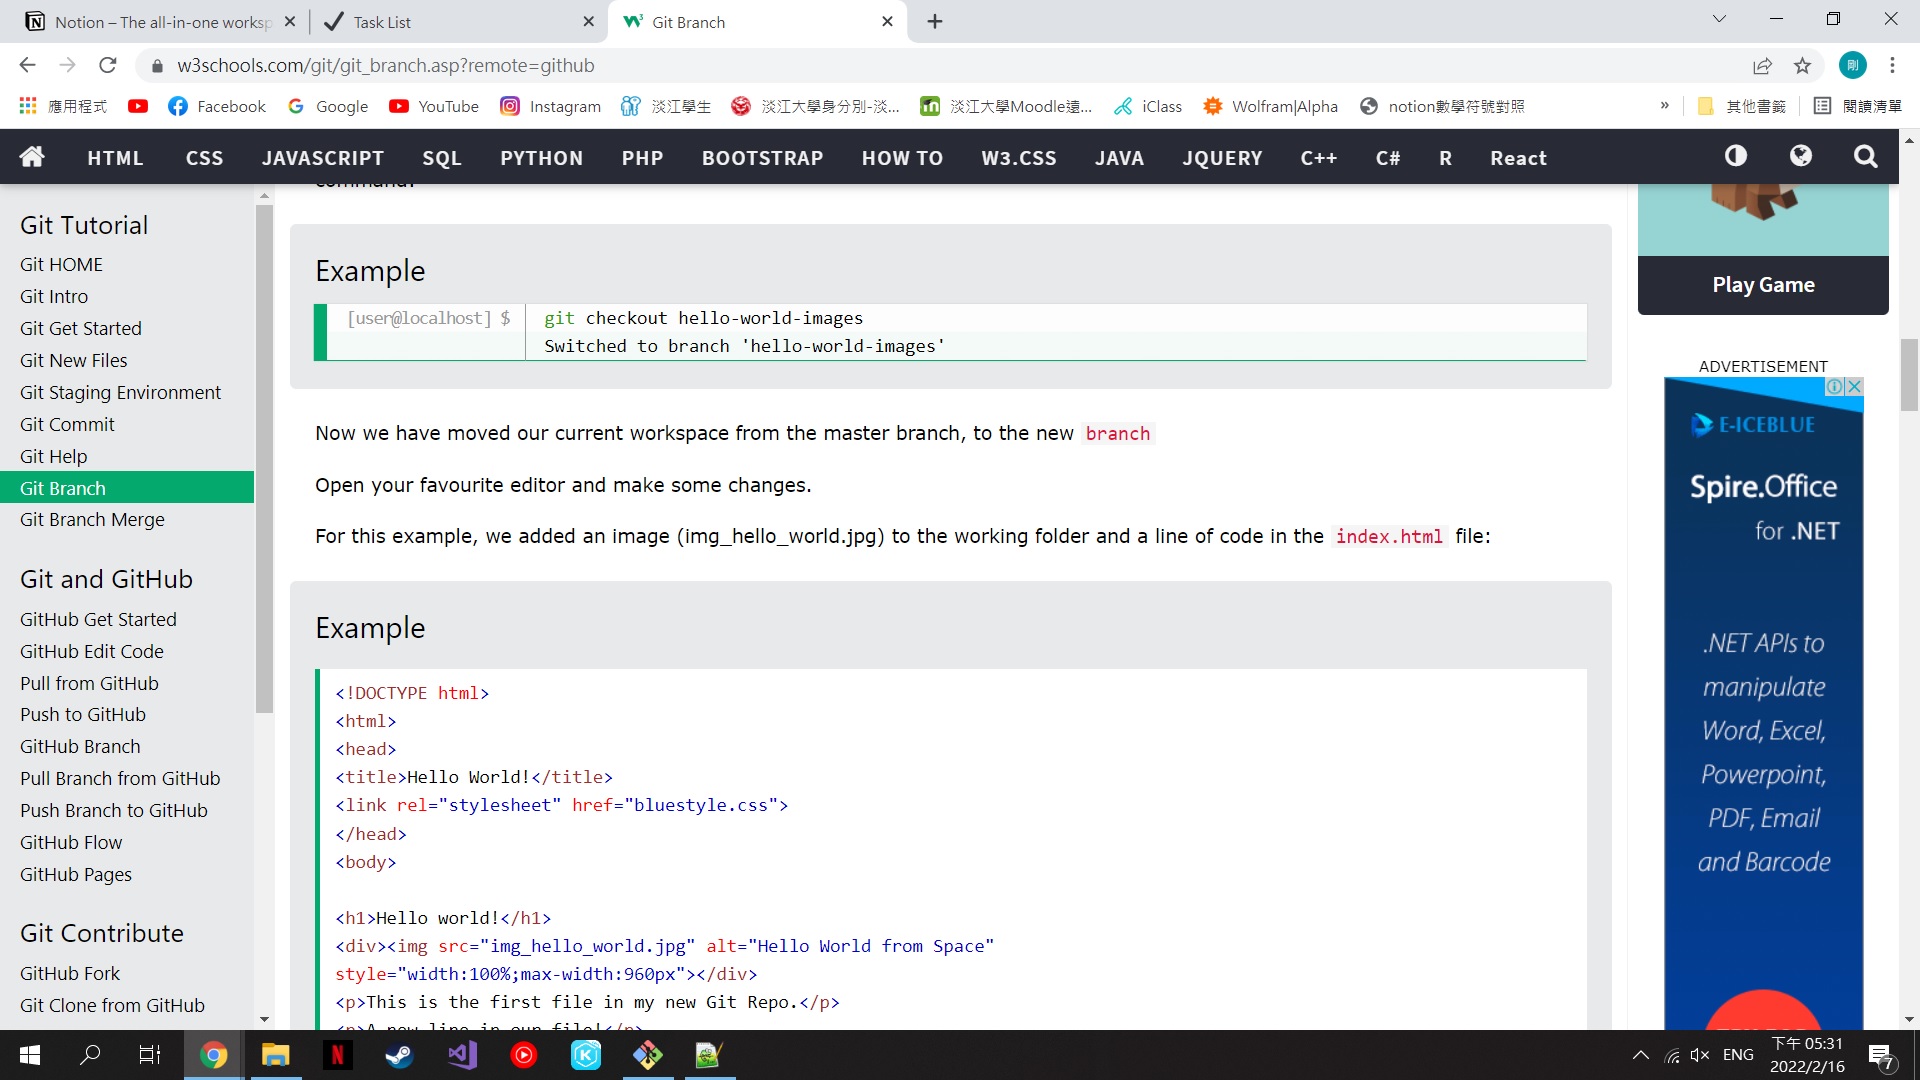 Notion – The all-in-one worksp
Task List
Git Branch
w3schools.com/git/git_branch.asp?remote=github
剛
應用程式
Facebook
Google
YouTube
Instagram
淡江學生
淡江大學身分別-淡...
淡江大學Moodle遠...
iClass
Wolfram|Alpha
notion數學符號對照
»
其他書籤
閱讀清單
HTML
CSS
JAVASCRIPT
SQL
PYTHON
PHP
BOOTSTRAP
HOW TO
W3.CSS
JAVA
JQUERY
C++
C#
R
React
Git Tutorial
Git HOME
Git Intro
Git Get Started
Git New Files
Git Staging Environment
Git Commit
Git Help
Git Branch
Git Branch Merge
Git and GitHub
GitHub Get Started
GitHub Edit Code
Pull from GitHub
Push to GitHub
GitHub Branch
Pull Branch from GitHub
Push Branch to GitHub
GitHub Flow
GitHub Pages
Git Contribute
GitHub Fork
Git Clone from GitHub
command:
Example
[user@localhost] $ git checkout hello-world-images
Switched to branch 'hello-world-images'
Now we have moved our current workspace from the master branch, to the new branch
Open your favourite editor and make some changes.
For this example, we added an image (img_hello_world.jpg) to the working folder and a line of code in the index.html file:
Example
<!DOCTYPE html>
<html>
<head>
<title>Hello World!</title>
<link rel="stylesheet" href="bluestyle.css">
</head>
<body>
<h1>Hello world!</h1>
<div><img src="img_hello_world.jpg" alt="Hello World from Space"
style="width:100%;max-width:960px"></div>
<p>This is the first file in my new Git Repo.</p>
<p>A new line in our file!</p>
Play Game
ADVERTISEMENT
E-ICEBLUE
Spire.Office
for .NET
.NET APIs to
manipulate
Word, Excel,
Powerpoint,
PDF, Email
and Barcode
ENG
下午 05:31
2022/2/16
7